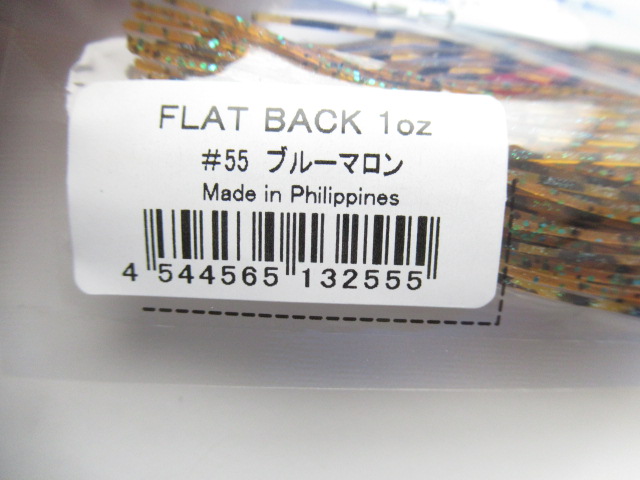 FLAT BACK 1oz
#55 ブルーマロン
Made in Philippines
4 544565 132555